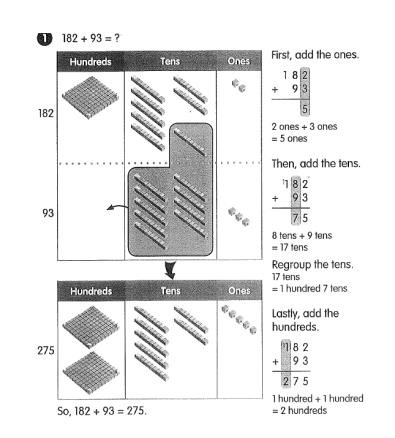 1 182 + 93 = ?
Hundreds Tens Ones
182
93
Hundreds Tens Ones
275
So, 182 + 93 = 275.
First, add the ones.
1 8 2
+ 9 3
5
2 ones + 3 ones
= 5 ones
Then, add the tens.
1 1 8 2
+ 9 3
7 5
8 tens + 9 tens
= 17 tens
Regroup the tens.
17 tens
= 1 hundred 7 tens
Lastly, add the
hundreds.
1 1 8 2
+ 9 3
2 7 5
1 hundred + 1 hundred
= 2 hundreds